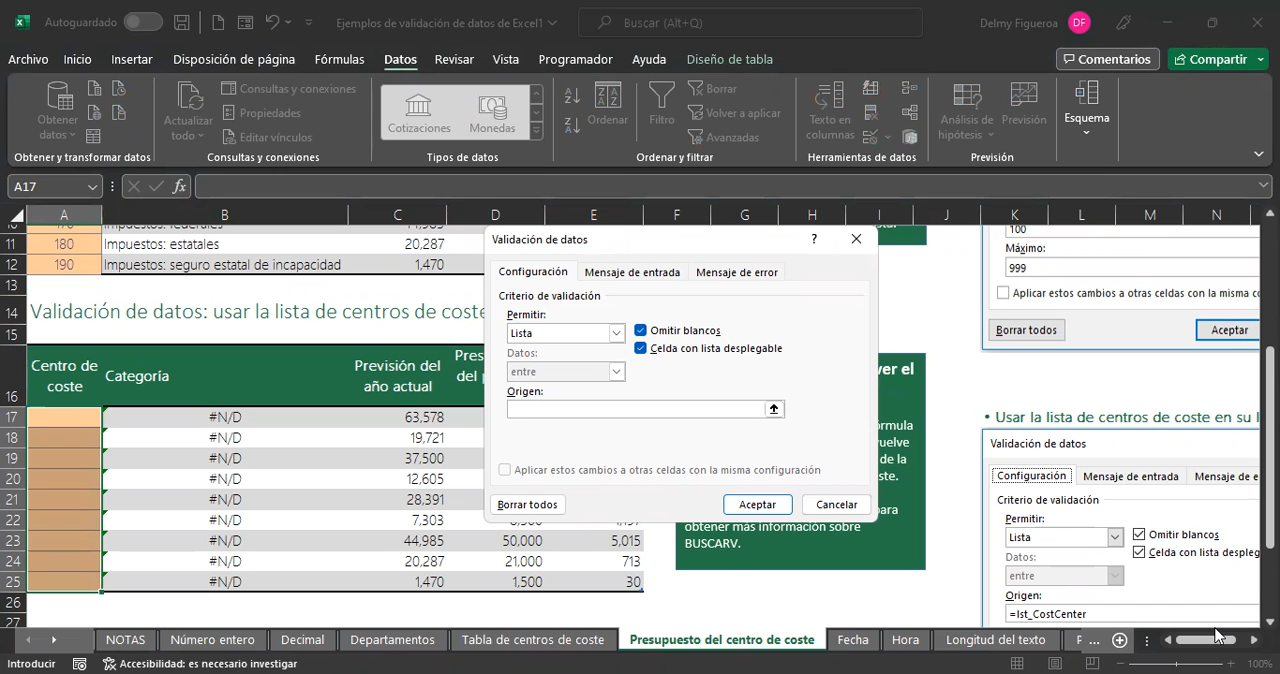 Autoguardado
Ejemplos de validación de datos de Excel1
Buscar (Alt+Q)
Delmy Figueroa
DF
Archivo
Inicio
Insertar
Disposición de página
Fórmulas
Datos
Revisar
Vista
Programador
Ayuda
Diseño de tabla
Comentarios
Compartir
Obtener datos
Actualizar todo
Consultas y conexiones
Propiedades
Editar vínculos
Cotizaciones
Monedas
Ordenar
Filtro
Borrar
Volver a aplicar
Avanzadas
Texto en columnas
Análisis de hipótesis
Previsión
Esquema
Obtener y transformar datos
Consultas y conexiones
Tipos de datos
Ordenar y filtrar
Herramientas de datos
Previsión
A17
fx
A B C D E F G H I J K L M N
11 180 Impuestos: estatales 20,287
12 190 Impuestos: seguro estatal de incapacidad 1,470
13
14 Validación de datos: usar la lista de centros de coste
15
16 Centro de coste Categoría Previsión del año actual
17 #N/D 63,578
18 #N/D 19,721
19 #N/D 37,500
20 #N/D 12,605
21 #N/D 28,391
22 #N/D 7,303
23 #N/D 44,985 50,000 5,015
24 #N/D 20,287 21,000 713
25 #N/D 1,470 1,500 30
26
27
Validación de datos
?
Configuración
Mensaje de entrada
Mensaje de error
Criterio de validación
Permitir:
Lista
Omitir blancos
Celda con lista desplegable
Datos:
entre
Origen:
Aplicar estos cambios a otras celdas con la misma configuración
Borrar todos
Aceptar
Cancelar
ver el
vuelve
de la
para
obtener más información sobre
BUSCARV.
100
Máximo:
999
Aplicar estos cambios a otras celdas con la misma co
Borrar todos
Aceptar
• Usar la lista de centros de coste en su l
Validación de datos
Configuración
Mensaje de entrada
Mensaje de e
Criterio de validación
Permitir:
Lista
Omitir blancos
Celda con lista despleg
Datos:
entre
Origen:
=lst_CostCenter
NOTAS
Número entero
Decimal
Departamentos
Tabla de centros de coste
Presupuesto del centro de coste
Fecha
Hora
Longitud del texto
...
Introducir
Accesibilidad: es necesario investigar
100%